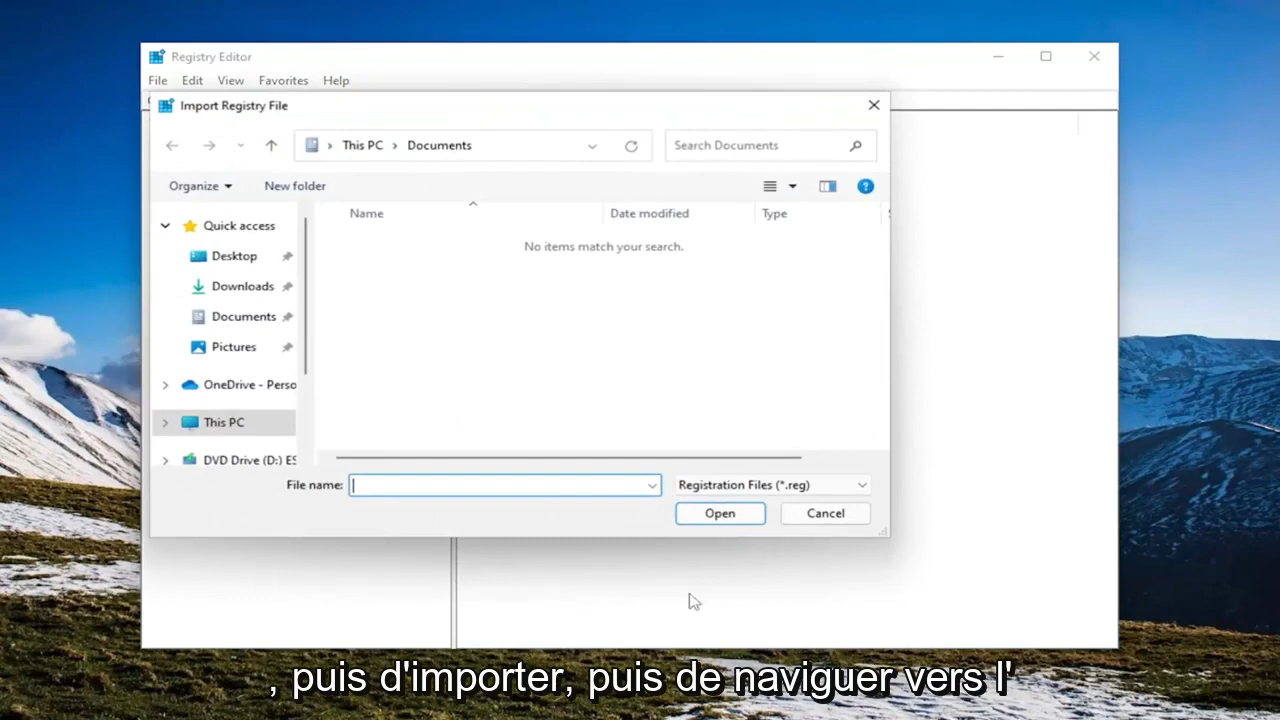 Registry Editor
File Edit View Favorites Help
Import Registry File
This PC › Documents
Search Documents
Organize
New folder
Name
Date modified
Type
No items match your search.
Quick access
Desktop
Downloads
Documents
Pictures
OneDrive - Perso
This PC
DVD Drive (D:) ES
File name:
Registration Files (*.reg)
Open
Cancel
, puis d'importer, puis de naviguer vers l'